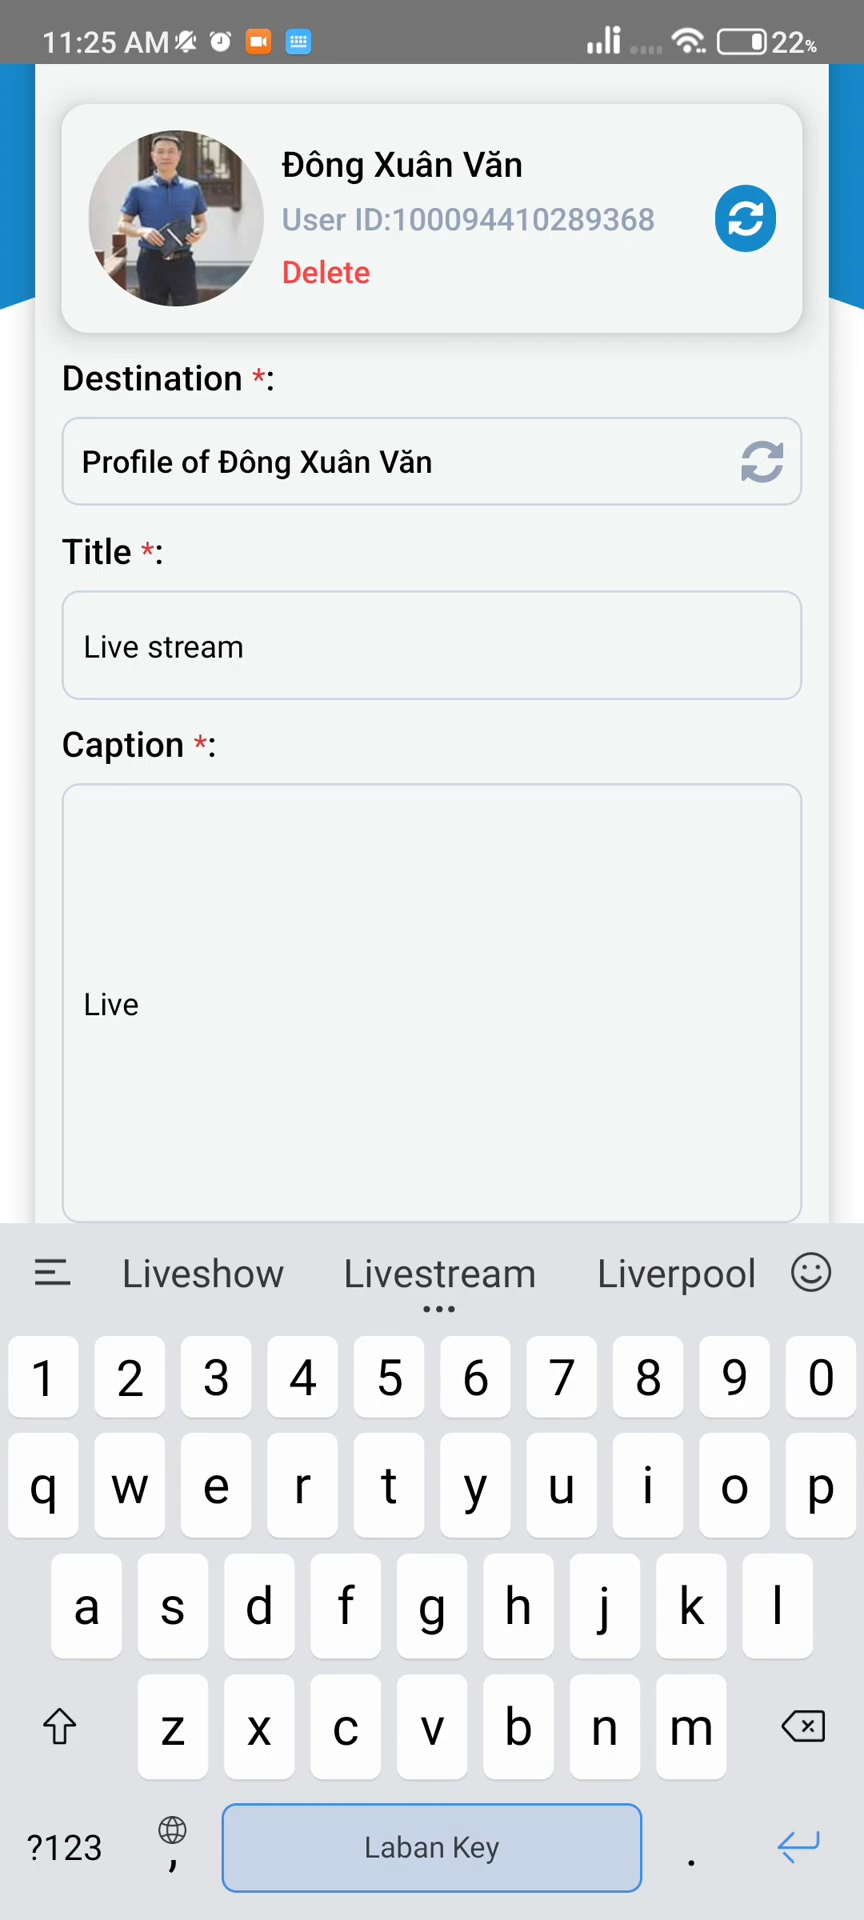 11:25 AM
22%
Đông Xuân Văn
User ID:100094410289368
Delete
Destination *:
Profile of Đông Xuân Văn
Title *:
Live stream
Caption *:
Live
Liveshow Livestream Liverpool
...
1 2 3 4 5 6 7 8 9 0
q w e r t y u i o p
a s d f g h j k l
z x c v b n m
?123 , Laban Key .